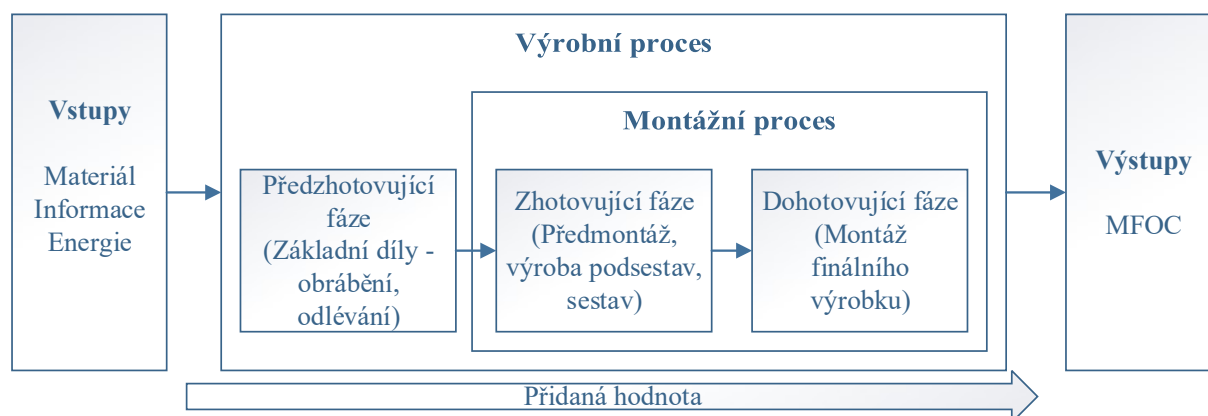 Vstupy
Materiál
Informace
Energie
Výrobní proces
Montážní proces
Předzhotovující
fáze
(Základní díly -
obrábění,
odlévání)
Zhotovující fáze
(Předmontáž,
výroba podsestav,
sestav)
Dohotovující fáze
(Montáž
finálního
výrobku)
Výstupy
MFOC
Přidaná hodnota